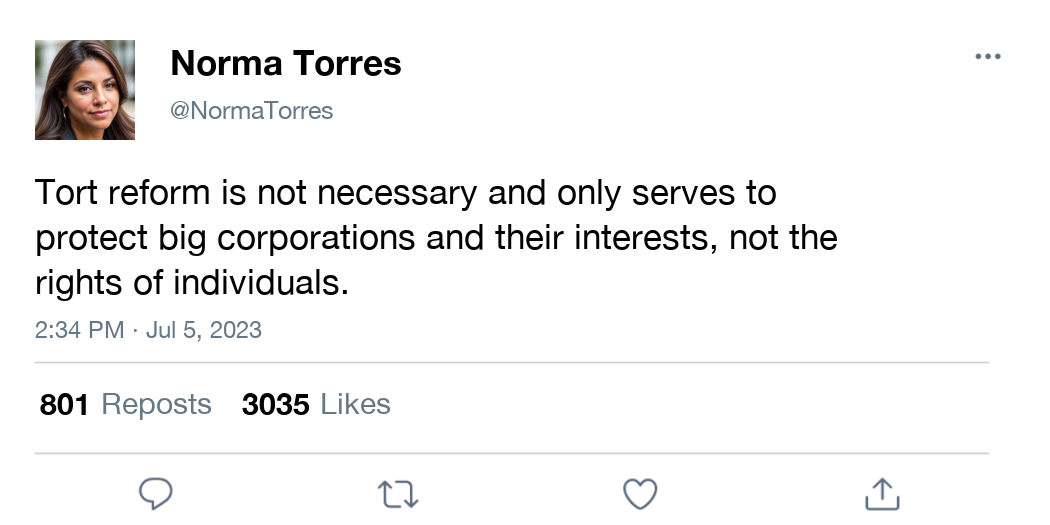 Norma Torres
@NormaTorres
Tort reform is not necessary and only serves to
protect big corporations and their interests, not the
rights of individuals.
2:34 PM · Jul 5, 2023
801 Reposts 3035 Likes